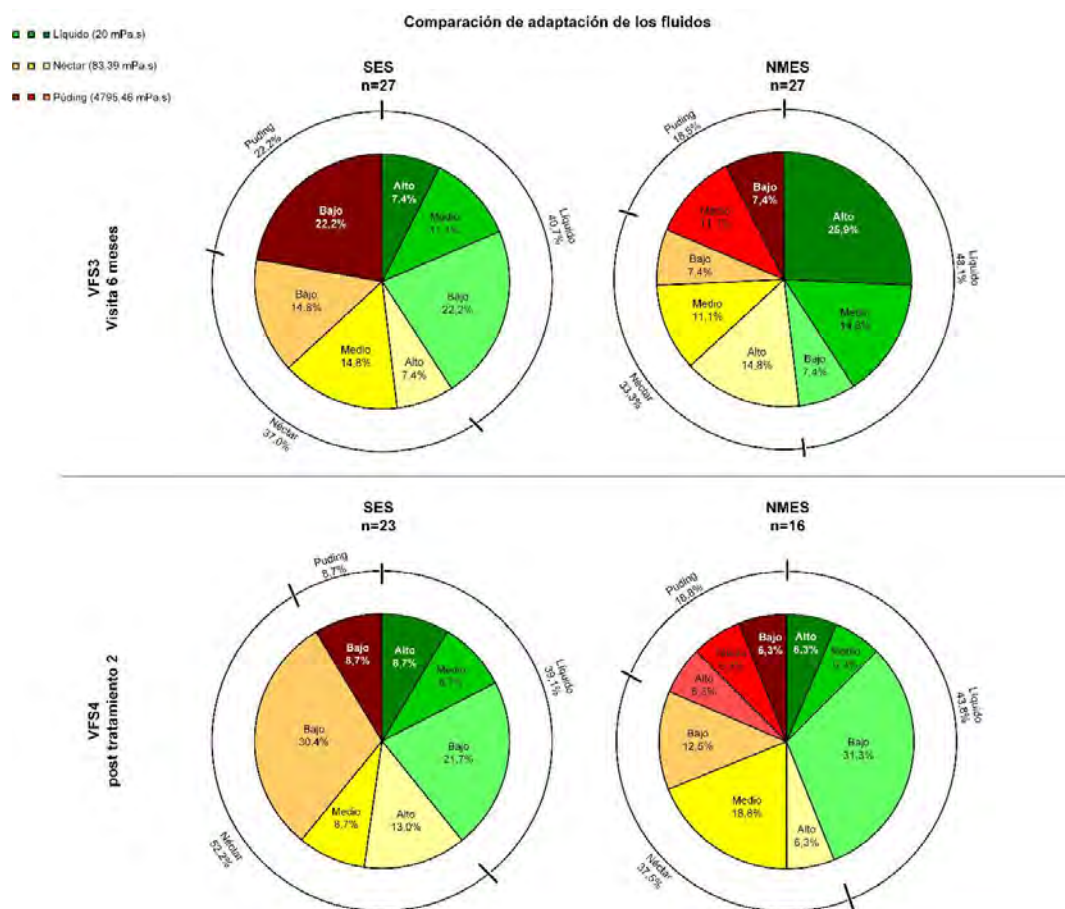 Comparación de adaptación de los fluidos
Líquido (20 mPa.s)
Néctar (83,39 mPa.s)
Púding (4795,46 mPa.s)
VFS3
Visita 6 meses
SES
n=27
Puding
22,2%
Líquido
40,7%
Néctar
37,0%
Alto
7.4%
Medio
11,1%
Bajo
22,2%
Alto
7.4%
Medio
14,8%
Bajo
14,8%
Bajo
22,2%
NMES
n=27
Puding
18,5%
Líquido
48,1%
Néctar
33,3%
Alto
25,9%
Medio
14,8%
Bajo
7,4%
Alto
14,8%
Medio
11,1%
Bajo
7,4%
Medio
11,1%
Bajo
7,4%
VFS4
post tratamiento 2
SES
n=23
Puding
8,7%
Líquido
39,1%
Néctar
52,2%
Alto
8,7%
Medio
8,7%
Bajo
21,7%
Alto
13,0%
Medio
8,7%
Bajo
30,4%
Bajo
8,7%
NMES
n=16
Puding
18,8%
Líquido
43,8%
Néctar
37,5%
Alto
6,3%
Medio
Bajo
31,3%
Alto
6,3%
Medio
18,8%
Bajo
12,5%
Alto
Medio
Bajo
6,3%